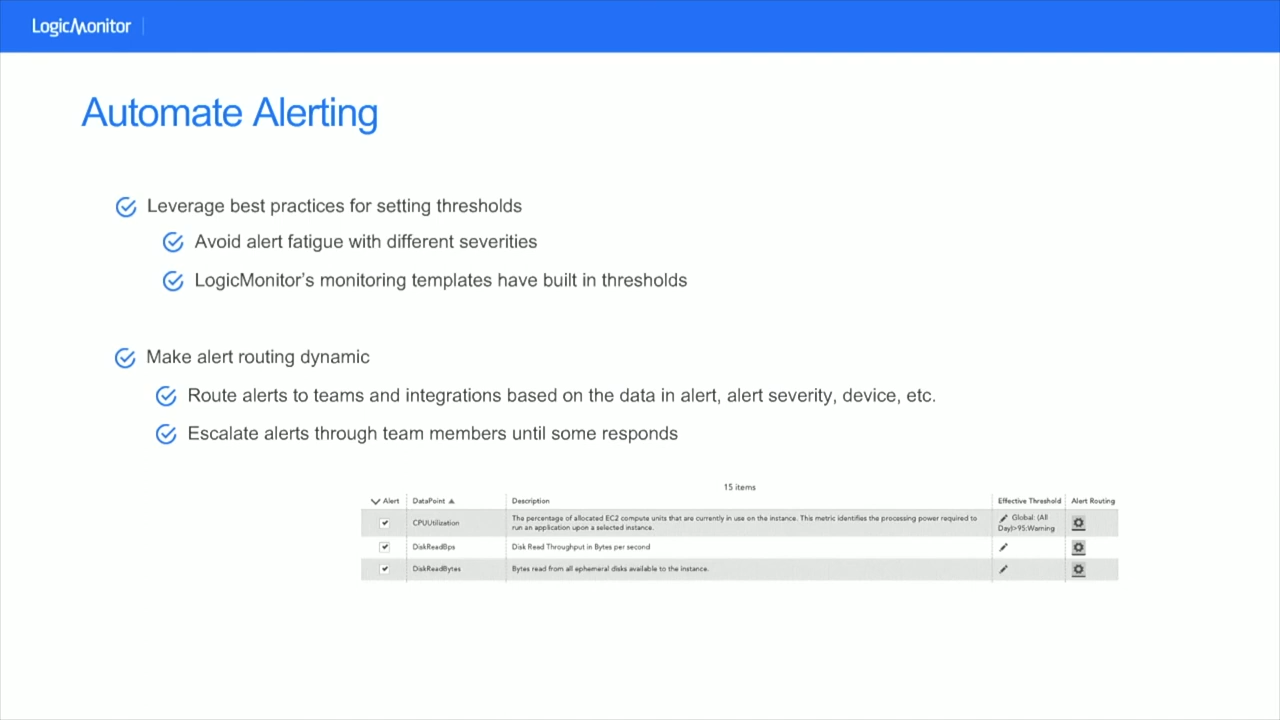 LogicMonitor
Automate Alerting
Leverage best practices for setting thresholds
Avoid alert fatigue with different severities
LogicMonitor’s monitoring templates have built in thresholds
Make alert routing dynamic
Route alerts to teams and integrations based on the data in alert, alert severity, device, etc.
Escalate alerts through team members until some responds
15 items
Alert DataPoint Description Effective Threshold Alert Routing
CPUUtilization
The percentage of allocated EC2 compute units that are currently in use on the instance. This metric identifies the processing power required to
run an application upon a selected instance.
Global: (All
Day)>95:Warning
DiskReadBps Disk Read Throughput in Bytes per second
DiskReadBytes Bytes read from all ephemeral disks available to the instance.